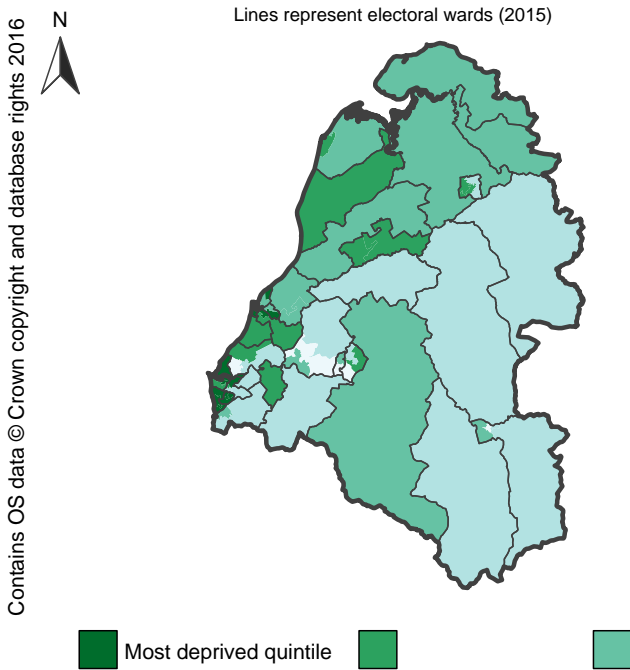 Lines represent electoral wards (2015)
N
Contains OS data © Crown copyright and database rights 2016
Most deprived quintile